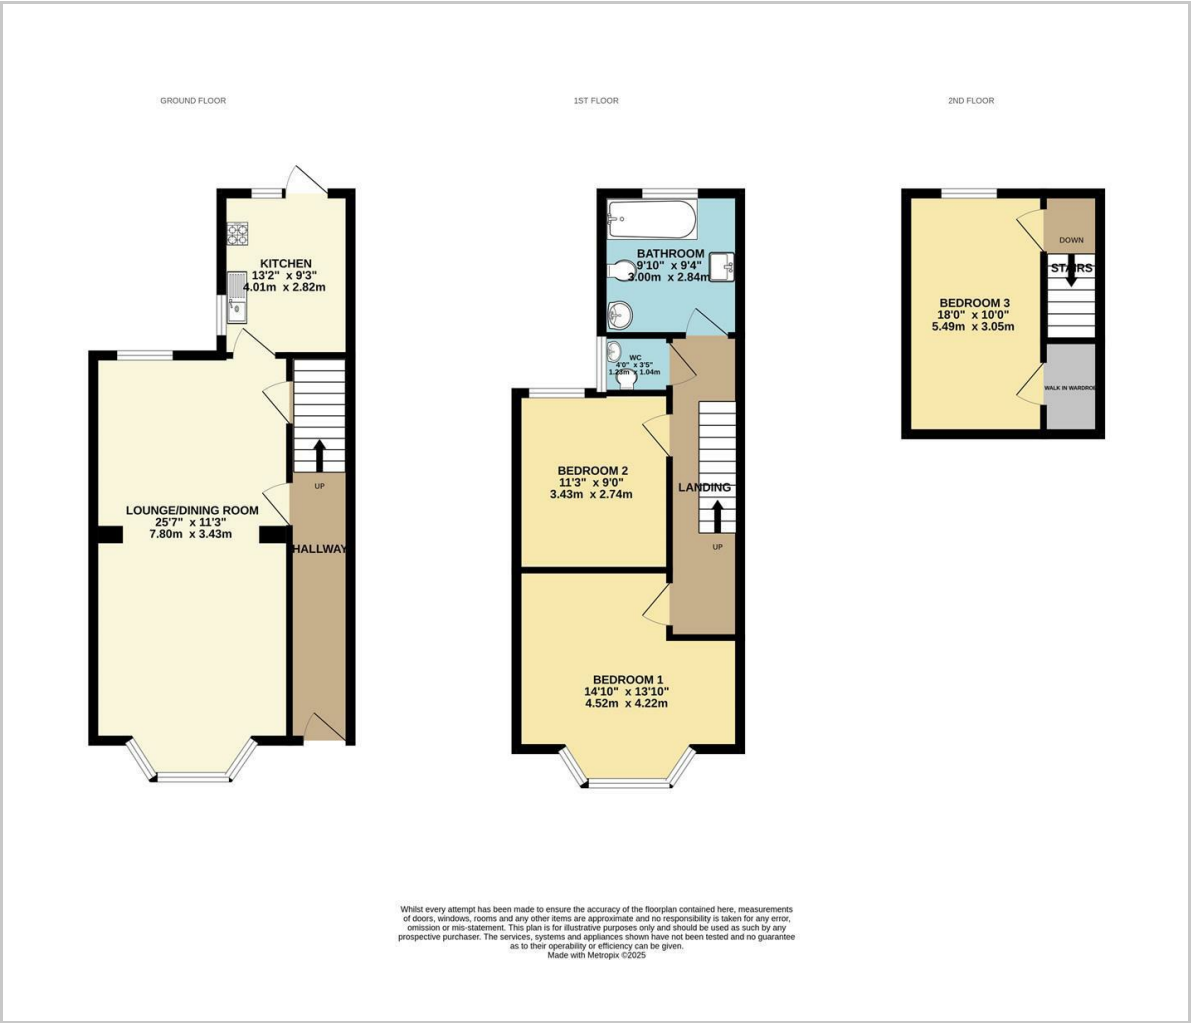 GROUND FLOOR
1ST FLOOR
2ND FLOOR
KITCHEN
13'2" x 9'3"
4.01m x 2.82m
LOUNGE/DINING ROOM
25'7" x 11'3"
7.80m x 3.43m
UP
HALLWAY
BATHROOM
9'10" x 9'4"
3.00m x 2.84m
WC
4'0" x 3'5"
1.23m x 1.04m
BEDROOM 2
11'3" x 9'0"
3.43m x 2.74m
LANDING
UP
BEDROOM 1
14'10" x 13'10"
4.52m x 4.22m
DOWN
STAIRS
BEDROOM 3
18'0" x 10'0"
5.49m x 3.05m
WALK IN WARDROBE
Whilst every attempt has been made to ensure the accuracy of the floorplan contained here, measurements
of doors, windows, rooms and any other items are approximate and no responsibility is taken for any error,
omission or mis-statement. This plan is for illustrative purposes only and should be used as such by any
prospective purchaser. The services, systems and appliances shown have not been tested and no guarantee
as to their operability or efficiency can be given.
Made with Metropix ©2025